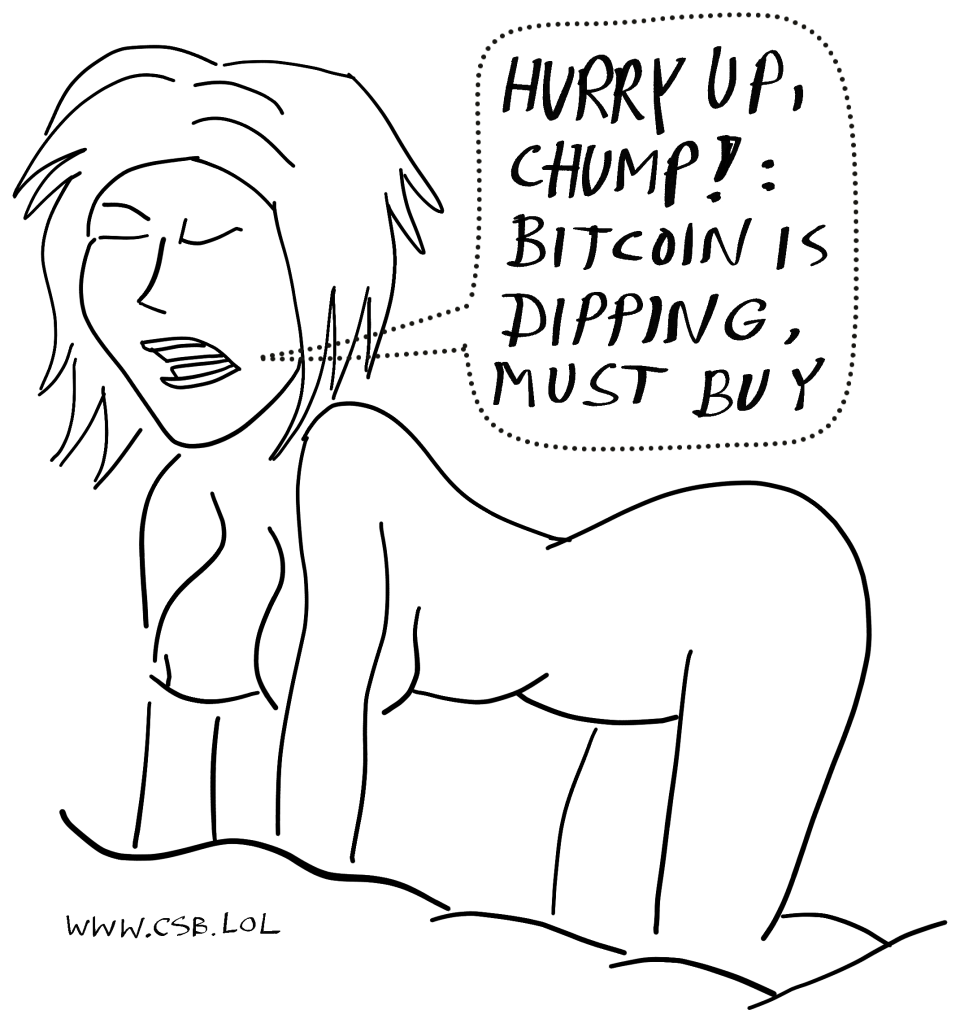 HURRY UP,
CHUMP! :
BITCOIN IS
DIPPING,
MUST BUY
WWW.CSB.LOL